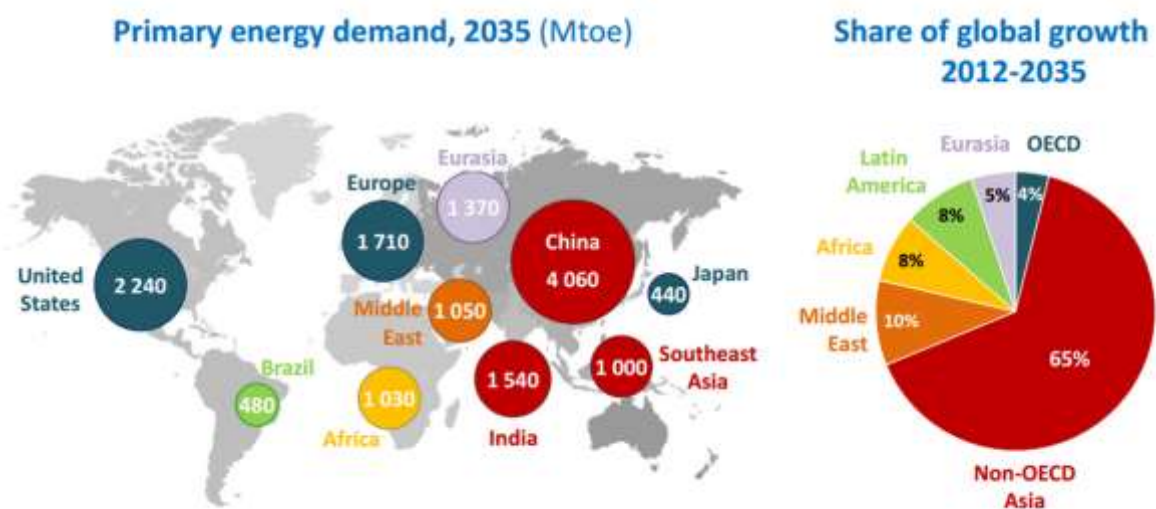 Primary energy demand, 2035 (Mtoe)
Share of global growth
2012-2035
Eurasia
1 370
Europe
1 710
China
4 060
United
States
2 240
Middle
East
1 050
Japan
440
Brazil
480
Africa
1 030
India
1 540
Southeast
Asia
1 000
Eurasia
5%
OECD
4%
Latin
America
8%
Africa
8%
Middle
East
10%
65%
Non-OECD
Asia